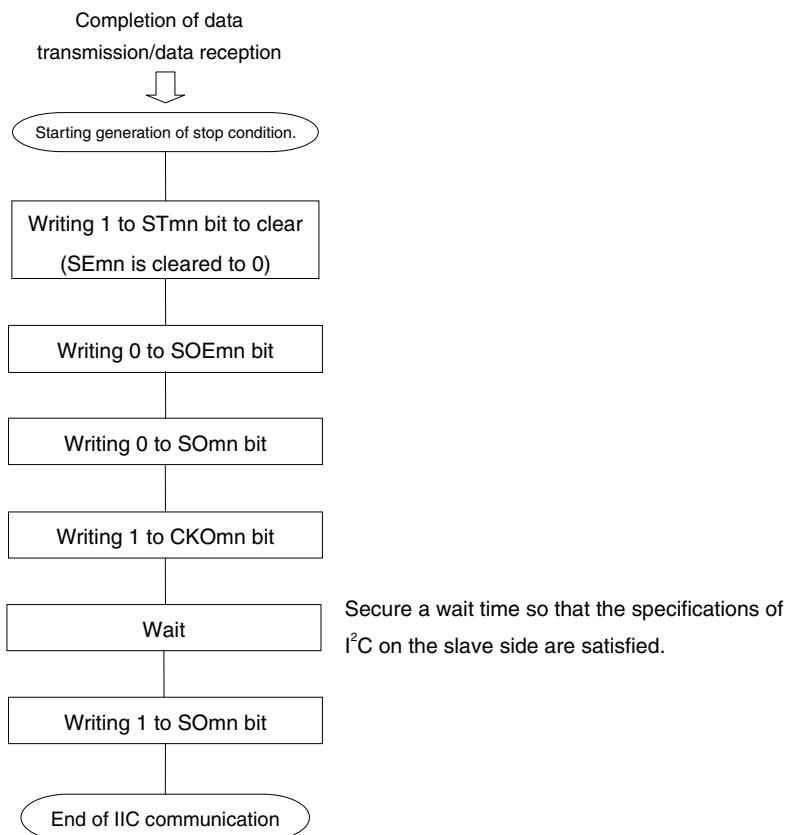 Completion of data
transmission/data reception
Starting generation of stop condition.
Writing 1 to STmn bit to clear
(SEmn is cleared to 0)
Writing 0 to SOEmn bit
Writing 0 to SOmn bit
Writing 1 to CKOmn bit
Wait
Secure a wait time so that the specifications of
I²C on the slave side are satisfied.
Writing 1 to SOmn bit
End of IIC communication